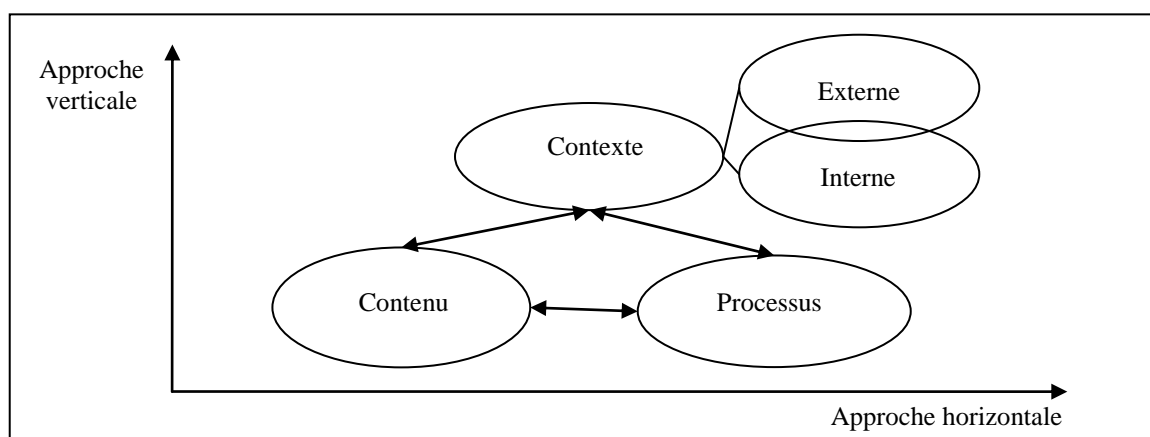 Approche
verticale
Externe
Contexte
Interne
Contenu
Processus
Approche horizontale